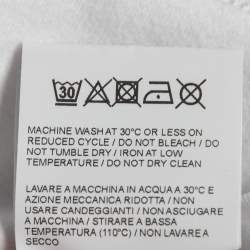 30
MACHINE WASH AT 30°C OR LESS ON
REDUCED CYCLE / DO NOT BLEACH / DO
NOT TUMBLE DRY / IRON AT LOW
TEMPERATURE / DO NOT DRY CLEAN
LAVARE A MACCHINA IN ACQUA A 30°C E
AZIONE MECCANICA RIDOTTA / NON
USARE CANDEGGIANTI / NON ASCIUGARE
A MACCHINA / STIRARE A BASSA
TEMPERATURA (110°C) / NON LAVARE A
SECCO